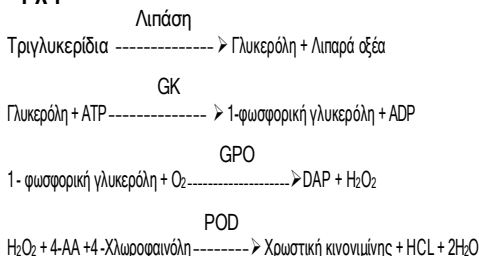 Λιπάση
Τριγλυκερίδια --------------➢ Γλυκερόλη + Λιπαρά οξέα
GK
Γλυκερόλη + ATP-------------- ➢ 1-φωσφορική γλυκερόλη + ADP
GPO
1- φωσφορική γλυκερόλη + O₂--------------------➢DAP + H₂O₂
POD
H₂O₂ + 4-AA +4 -Χλωροφαινόλη--------➢ Χρωστική κινονιμίνης + HCL + 2H₂O